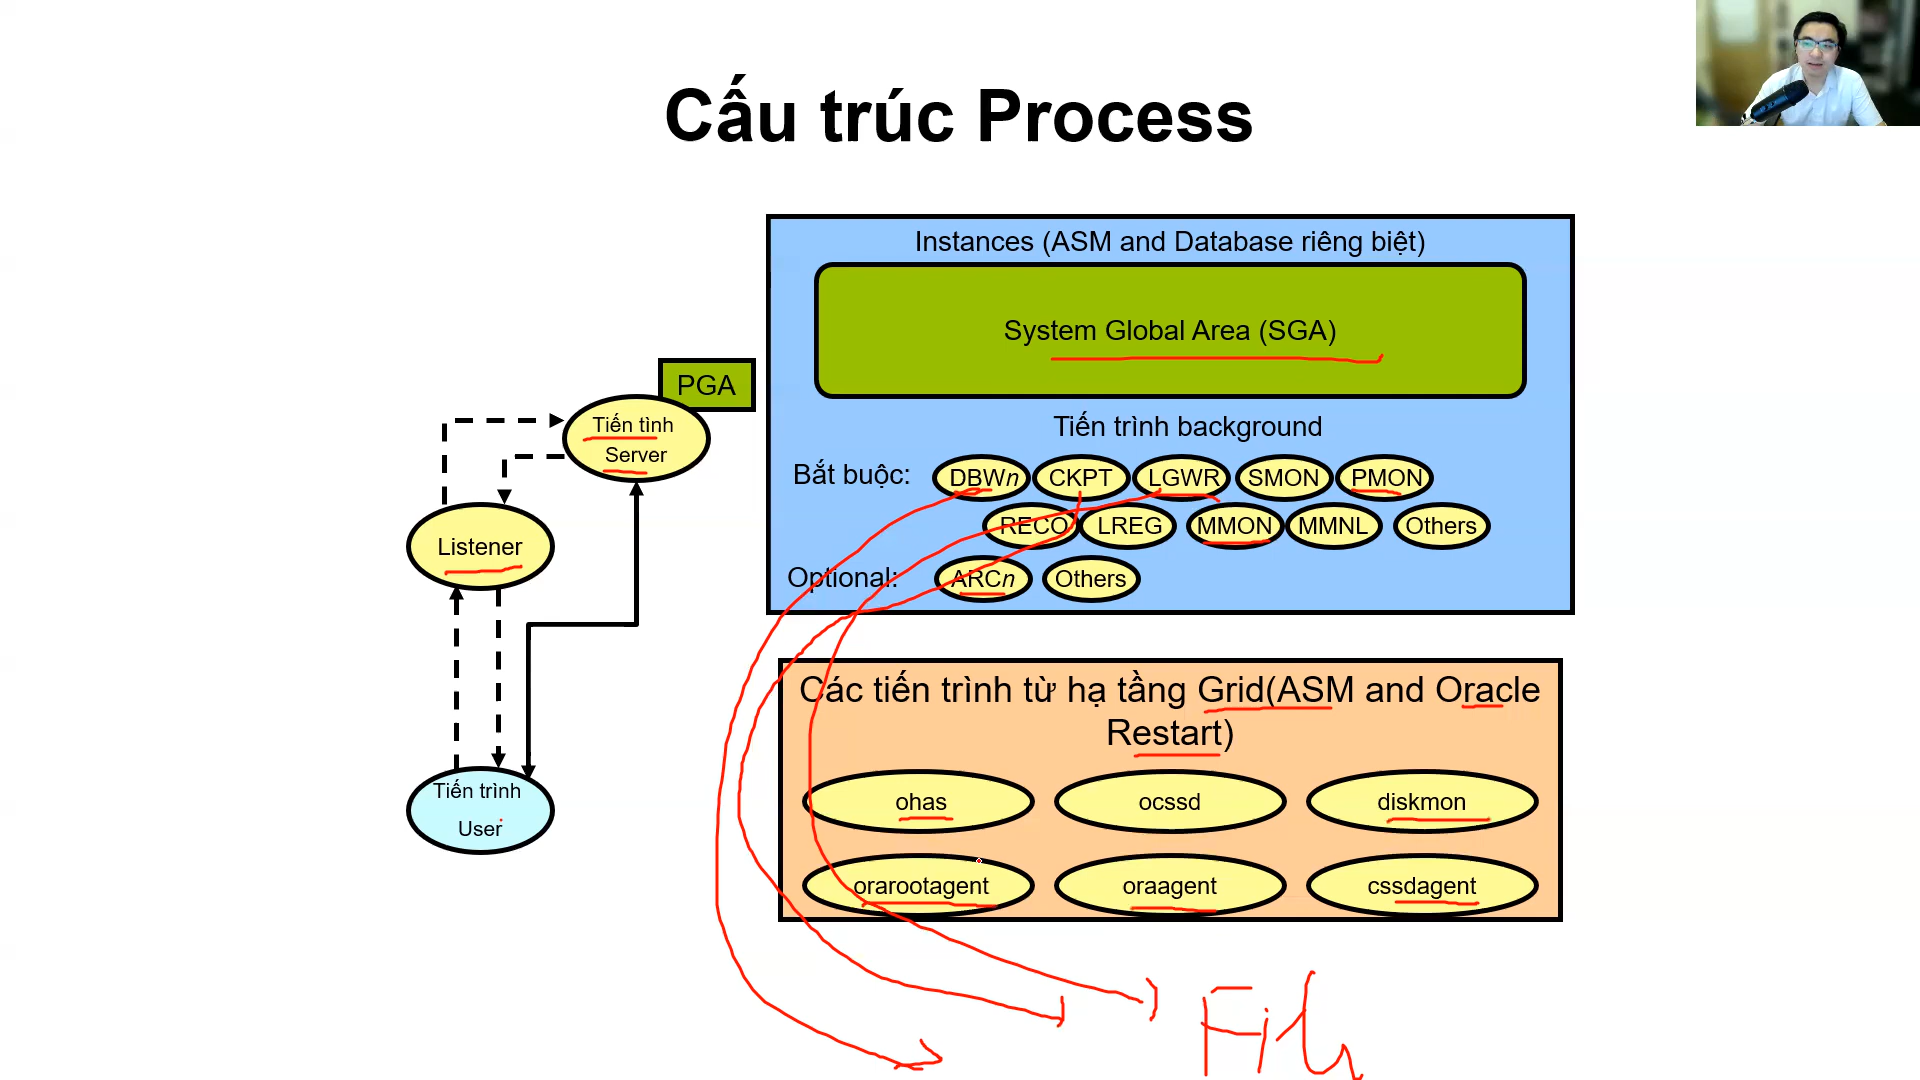 Cấu trúc Process
Instances (ASM and Database riêng biệt)
System Global Area (SGA)
PGA
Tiến tình
Server
Listener
Tiến trình
User
Tiến trình background
Bắt buộc: DBWn CKPT LGWR SMON PMON
RECO LREG MMON MMNL Others
Optional: ARCn Others
Các tiến trình từ hạ tầng Grid(ASM and Oracle
Restart)
ohas ocssd diskmon
orarootagent oraagent cssdagent